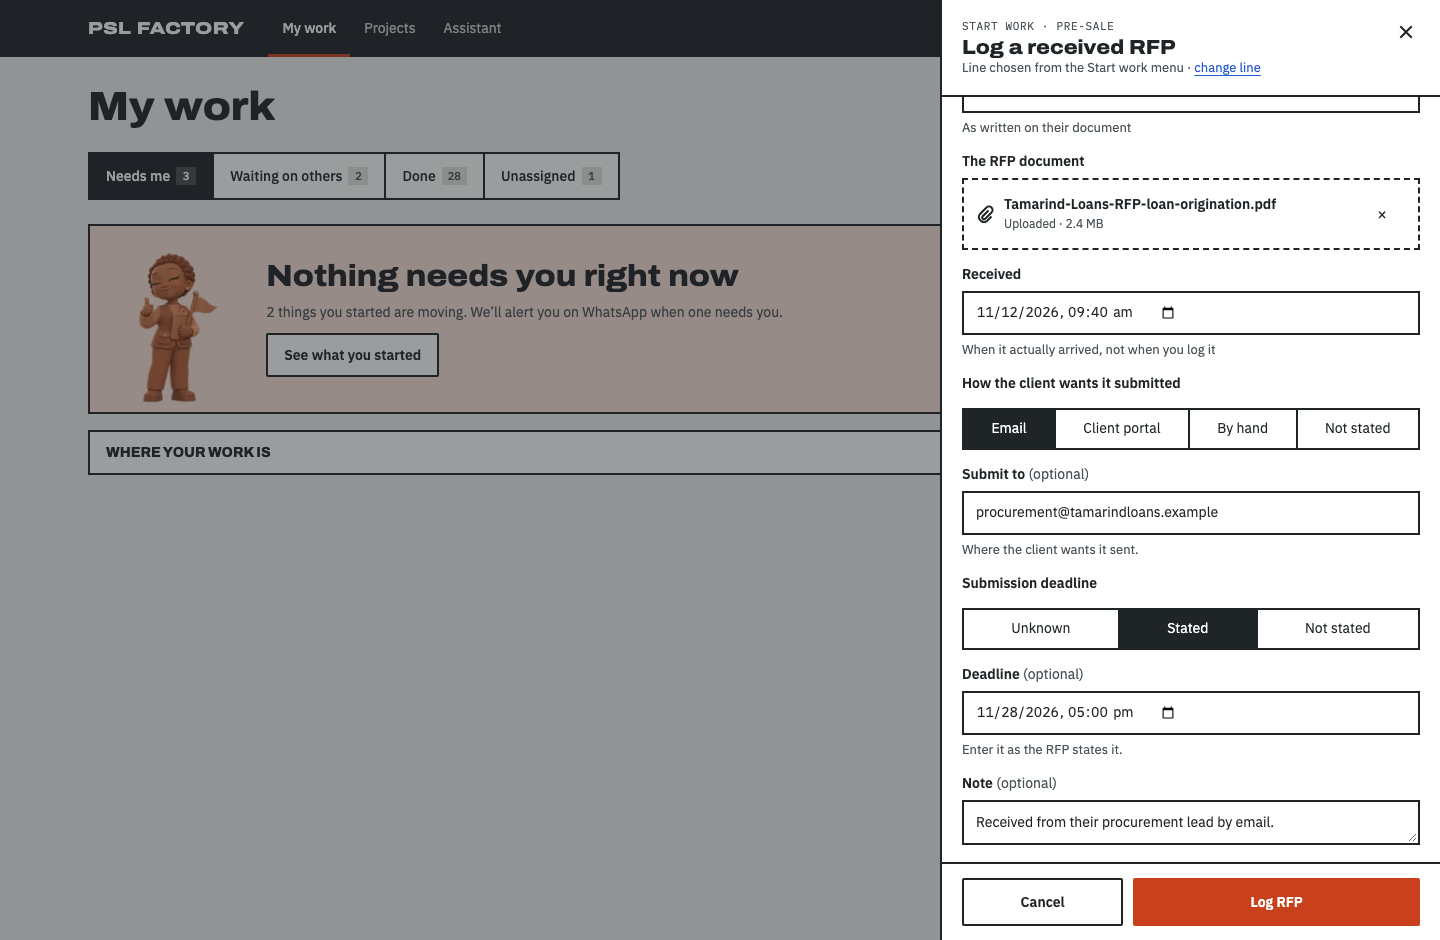 PSL FACTORY
My work
Projects
Assistant
My work
Needs me 3
Waiting on others 2
Done 28
Unassigned 1
Nothing needs you right now
2 things you started are moving. We'll alert you on WhatsApp when one needs you.
See what you started
WHERE YOUR WORK IS
START WORK · PRE-SALE
Log a received RFP
Line chosen from the Start work menu · change line
As written on their document
The RFP document
Tamarind-Loans-RFP-loan-origination.pdf
Uploaded · 2.4 MB
Received
11/12/2026, 09:40 am
When it actually arrived, not when you log it
How the client wants it submitted
Email
Client portal
By hand
Not stated
Submit to (optional)
procurement@tamarindloans.example
Where the client wants it sent.
Submission deadline
Unknown
Stated
Not stated
Deadline (optional)
11/28/2026, 05:00 pm
Enter it as the RFP states it.
Note (optional)
Received from their procurement lead by email.
Cancel
Log RFP